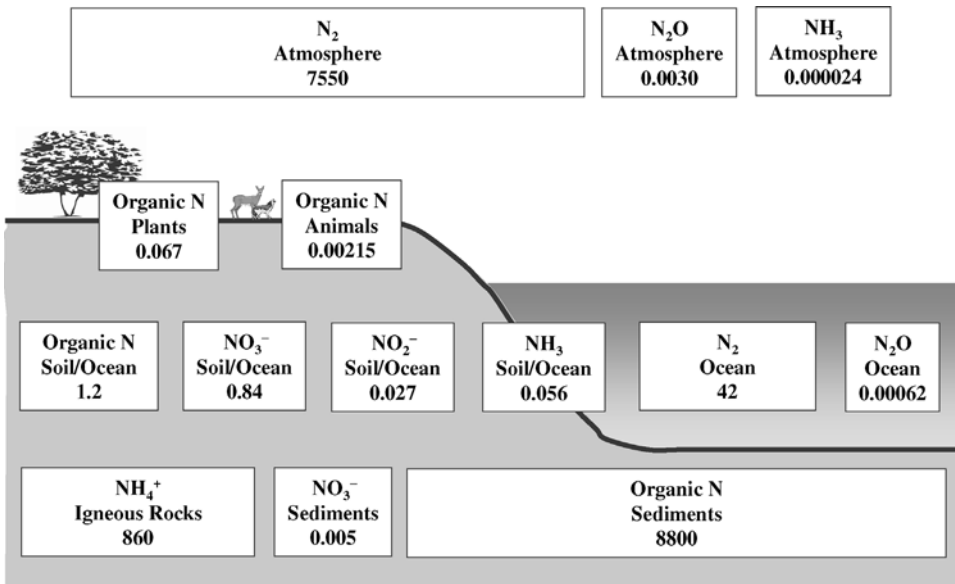 N₂
Atmosphere
7550
N₂O
Atmosphere
0.0030
NH₃
Atmosphere
0.000024
Organic N
Plants
0.067
Organic N
Animals
0.00215
Organic N
Soil/Ocean
1.2
NO₃⁻
Soil/Ocean
0.84
NO₂⁻
Soil/Ocean
0.027
NH₃
Soil/Ocean
0.056
N₂
Ocean
42
N₂O
Ocean
0.00062
NH₄⁺
Igneous Rocks
860
NO₃⁻
Sediments
0.005
Organic N
Sediments
8800